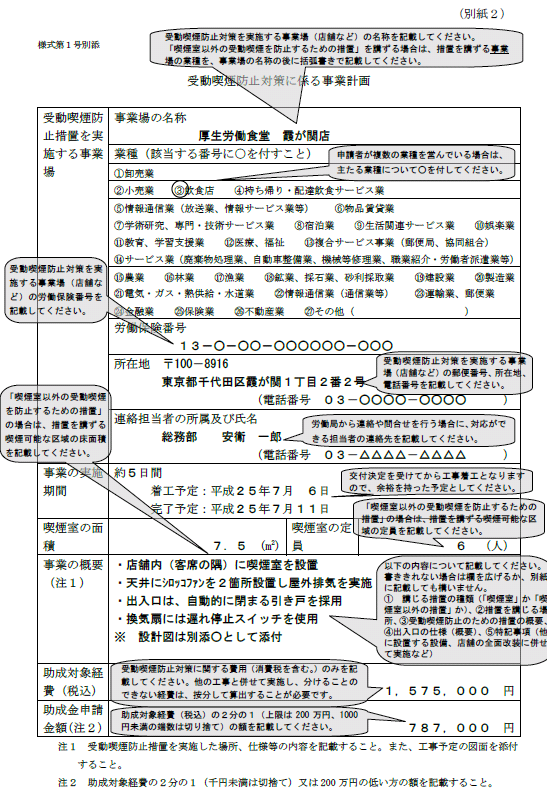 （別紙２）
様式第１号別添
受動喫煙防止対策を実施する事業場（店舗など）の名称を記載してください。
「喫煙室以外の受動喫煙を防止するための措置」を講ずる場合は、措置を講ずる事業
場の業種を、事業場の名称の後に括弧書きで記載してください。
受動喫煙防止対策に係る事業計画
受動喫煙防
止措置を実
施する事業
場
事業場の名称
厚生労働食堂　霞が関店
業種（該当する番号に〇を付すこと）
申請者が複数の業種を営んでいる場合は、
主たる業種について〇を付してください。
①卸売業
②小売業　③飲食店　④持ち帰り・配達飲食サービス業
⑤情報通信業（放送業、情報サービス業等）　⑥物品賃貸業
⑦学術研究、専門・技術サービス業　⑧宿泊業　⑨生活関連サービス業　⑩娯楽業
⑪教育、学習支援業　⑫医療、福祉　⑬複合サービス事業（郵便局、協同組合）
⑭サービス業（廃棄物処理業、自動車整備業、機械等修理業、職業紹介・労働者派遣業等）
⑮農業　⑯林業　⑰漁業　⑱鉱業、採石業、砂利採取業　⑲建設業　⑳製造業
㉑電気・ガス・熱供給・水道業　㉒情報通信業（通信業等）　㉓運輸業、郵便業
㉔金融業　㉕保険業　㉖不動産業　㉗その他（　　　）
受動喫煙防止対策を実
施する事業場（店舗な
ど）の労働保険番号を
記載してください。
労働保険番号
１３－〇－〇〇－〇〇〇〇〇〇－〇〇〇
所在地　〒100－8916
東京都千代田区霞が関１丁目２番２号
（電話番号　０３－〇〇〇〇－〇〇〇〇）
受動喫煙防止対策を実施する事業
場（店舗など）の郵便番号、所在地、
電話番号を記載してください。
「喫煙室以外の受動喫煙
を防止するための措置」
の場合は、措置を講ずる
喫煙可能な区域の床面積
を記載してください。
連絡担当者の所属及び氏名
総務部　安衛　一郎
（電話番号　０３－△△△△－△△△△）
労働局から連絡や問合せを行う場合に、対応がで
きる担当者の連絡先を記載してください。
事業の実施
期間
約５日間
着工予定：平成２５年７月　６日
完了予定：平成２５年７月１１日
交付決定を受けてから工事着工となります
ので、余裕を持った予定としてください。
「喫煙室以外の受動喫煙を防止するための
措置」の場合は、措置を講ずる喫煙可能な区
域の定員を記載してください。
喫煙室の面
積
７．５　(㎡)
喫煙室の定
員
６　（人）
事業の概要
（注１）
・店舗内（客席の隅）に喫煙室を設置
・天井にｼﾛｯｺﾌｧﾝを２箇所設置し屋外排気を実施
・出入口は、自動的に閉まる引き戸を採用
・換気扇には遅れ停止スイッチを使用
※　設計図は別添〇として添付
以下の内容について記載してください。
書ききれない場合は欄を広げるか、別紙
に記載しても構いません。
①　講じる措置の種類（「喫煙室」か「喫
煙室以外の措置」か）、②措置を講じる場
所、③受動喫煙防止のための措置の概要、
④出入口の仕様（概要）、⑤特記事項（他
に設置する設備、店舗の全面改装に併せ
て実施など）
助成対象経
費（税込）
受動喫煙防止対策に関する費用（消費税を含む。）のみを記
載してください。他の工事と併せて実施し、分けることの
できない経費は、按分して算出することが必要です。
１，５７５，０００　円
助成金申請
金額（注２）
助成対象経費（税込）の２分の１（上限は 200 万円、1000
円未満の端数は切り捨て）の額を記載してください。
７８７，０００　円
注１　受動喫煙防止措置を実施した場所、仕様等の内容を記載すること。また、工事予定の図面を添付
すること。
注２　助成対象経費の２分の１（千円未満は切捨て）又は 200 万円の低い方の額を記載すること。